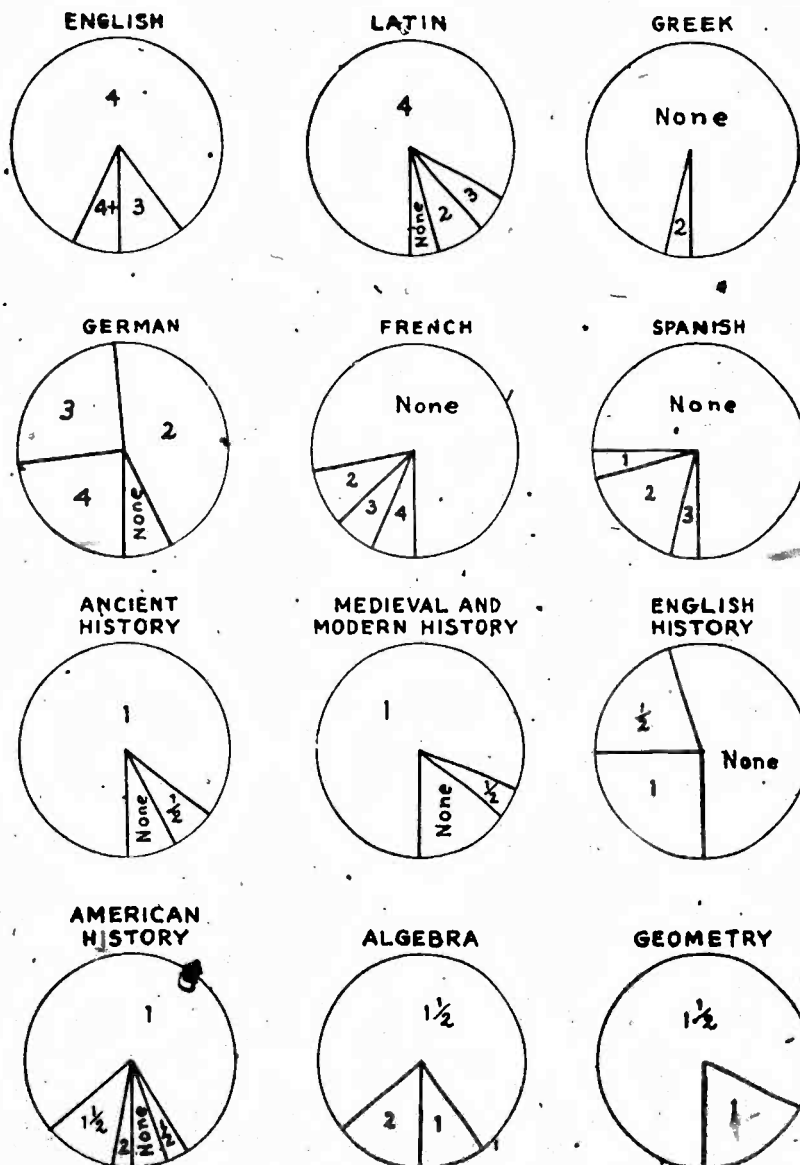 ENGLISH
4
4+ 3
LATIN
4
None 2 3
GREEK
None
2
GERMAN
3 2
4 None
FRENCH
None
2 3 4
SPANISH
None
1
2 3
ANCIENT
HISTORY
1
None ½
MEDIEVAL AND
MODERN HISTORY
1
None ½
ENGLISH
HISTORY
½ None
1
AMERICAN
HISTORY
1
1½ 2 None ½
ALGEBRA
1½
2 1
GEOMETRY
1½
1